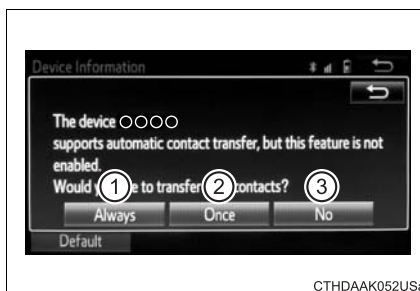 Device Information
The device ○○○○
supports automatic contact transfer, but this feature is not
enabled.
Would y① e to transfer ② contacts? ③
Always Once No
Default
CTHDAAK052US